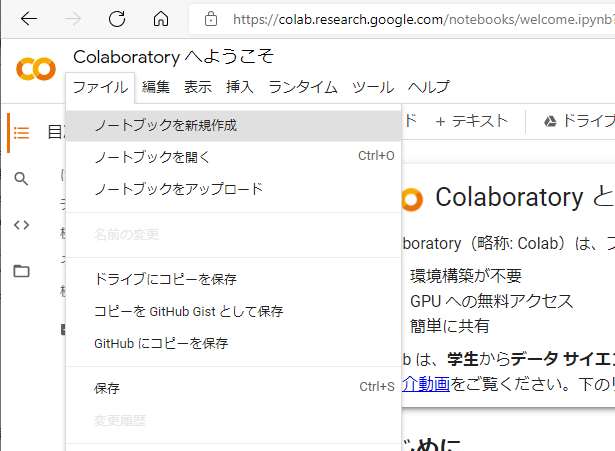 https://colab.research.google.com/notebooks/welcome.ipynb?
Colaboratory へようこそ
ファイル 編集 表示 挿入 ランタイム ツール ヘルプ
ノートブックを新規作成
ド + テキスト ドライブ
目次
ノートブックを開く Ctrl+O
ノートブックをアップロード
Colaboratory と
名前の変更
boratory（略称: Colab）は、
ドライブにコピーを保存
環境構築が不要
コピーを GitHub Gist として保存
GPU への無料アクセス
GitHub にコピーを保存
簡単に共有
b は、学生からデータ サイエン
保存 Ctrl+S
介動画をご覧ください。下の
変更履歴
じめに